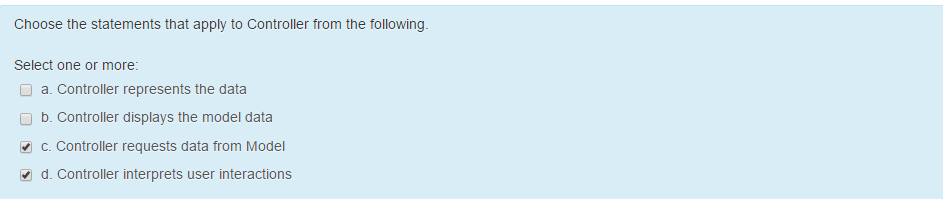 Choose the statements that apply to Controller from the following.
Select one or more:
a. Controller represents the data
b. Controller displays the model data
c. Controller requests data from Model
d. Controller interprets user interactions